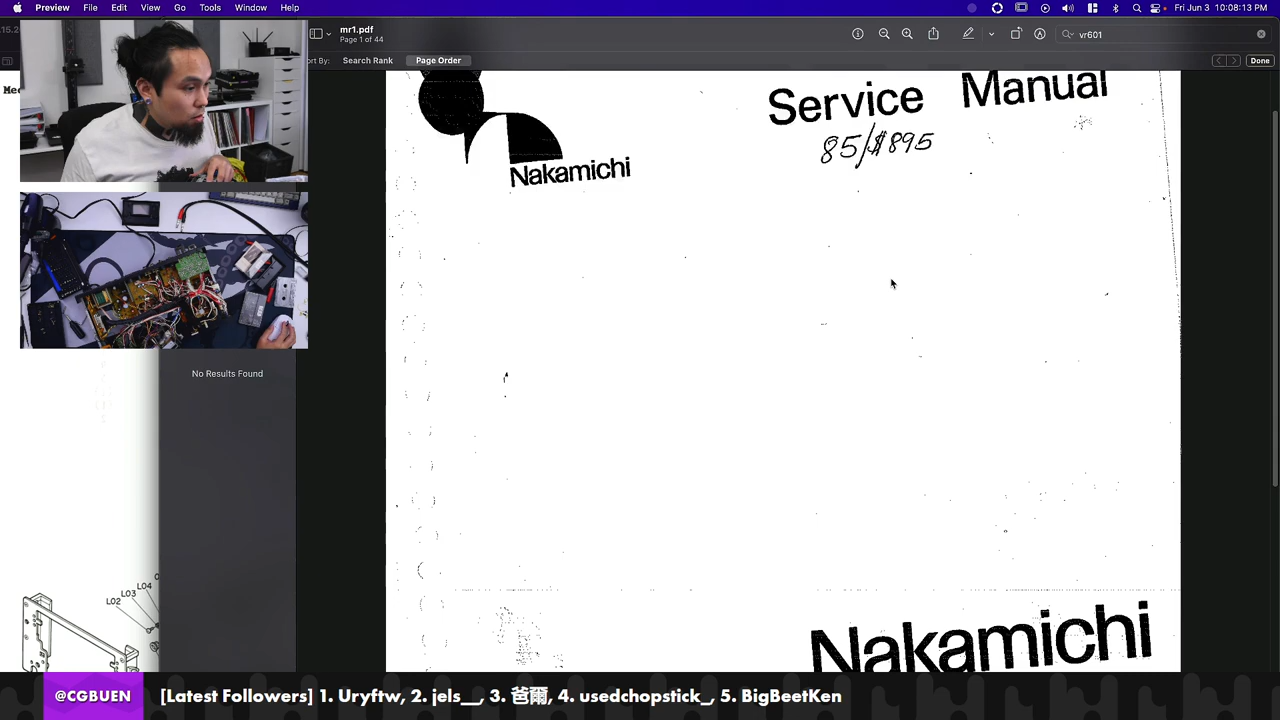 Preview File Edit View Go Tools Window Help
Fri Jun 3 10:08:13 PM
mr1.pdf
Page 1 of 44
vr601
Search Rank
Page Order
Done
Service Manual
85/$895
Nakamichi
No Results Found
L04
L03
L02
Nakamichi
@CGBUEN
[Latest Followers] 1. Uryftw, 2. jels__, 3. 爸爾, 4. usedchopstick_, 5. BigBeetKen